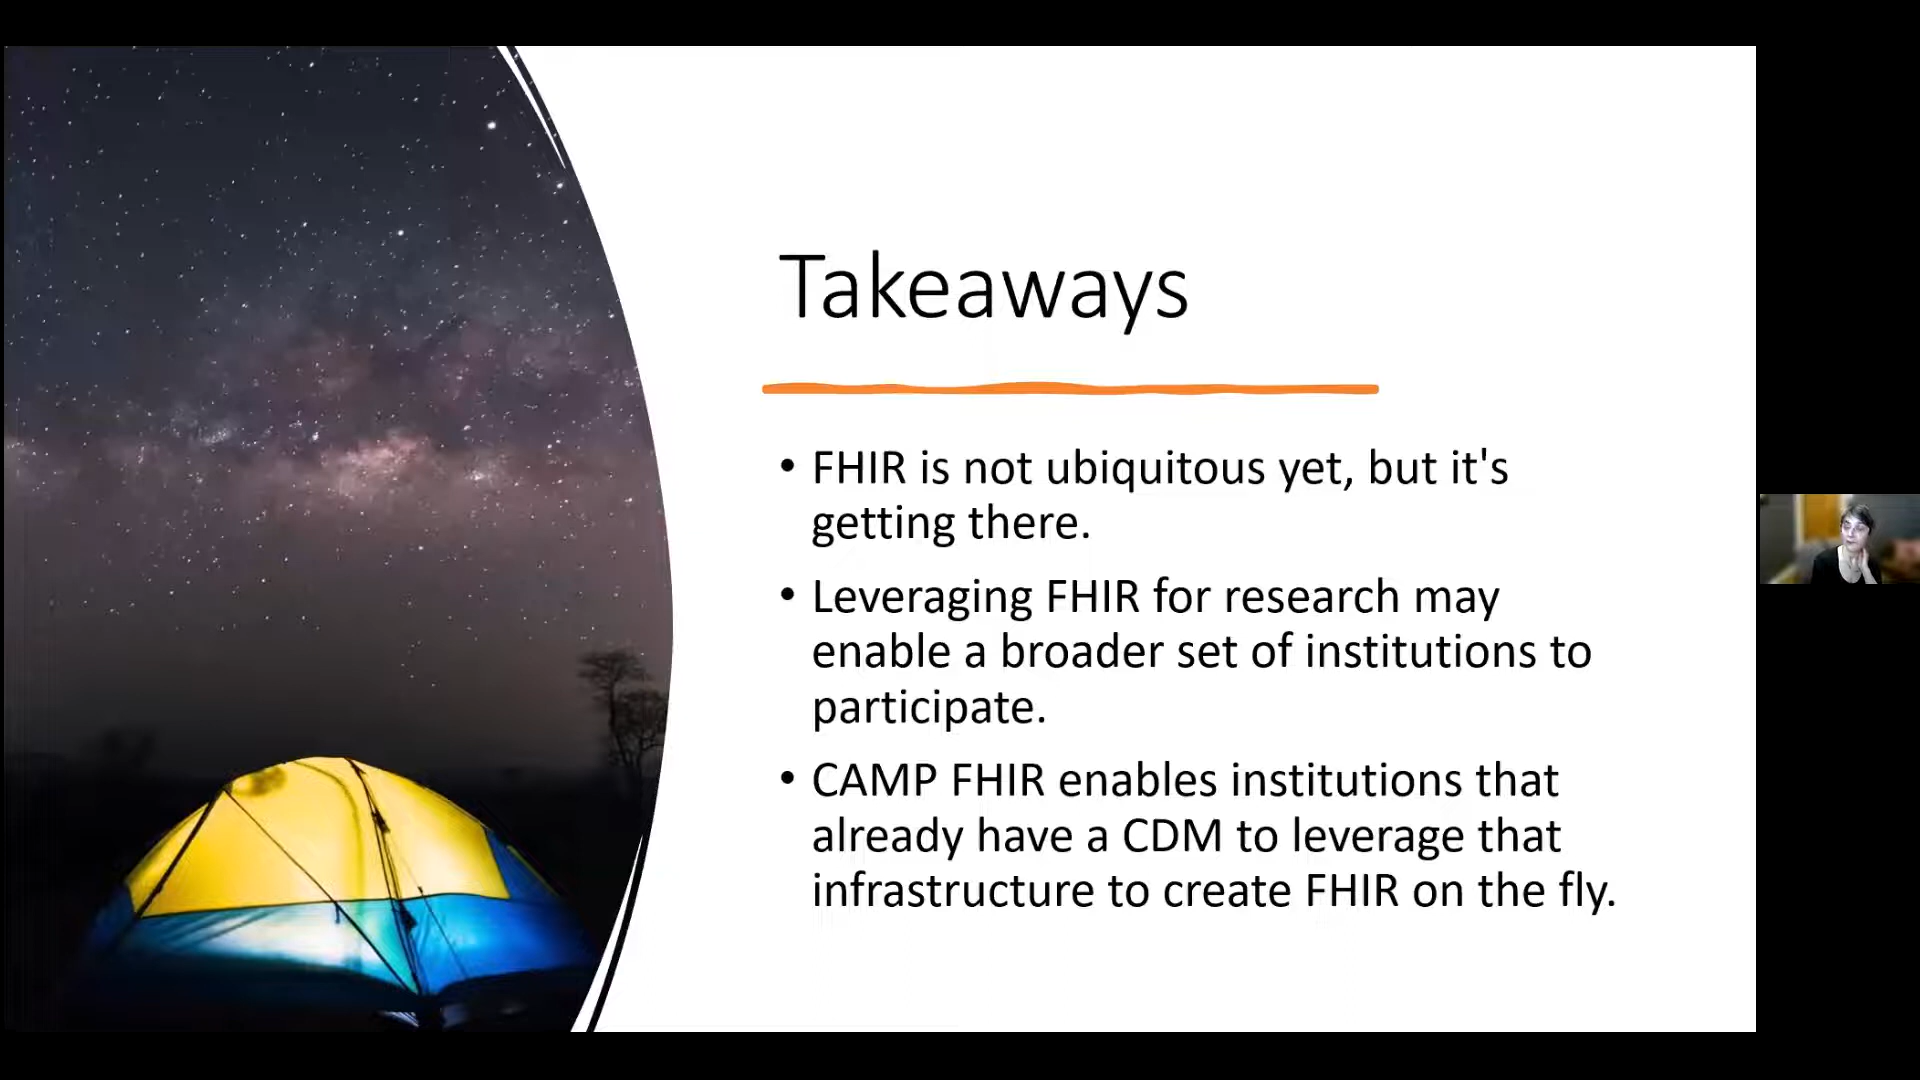 Takeaways
• FHIR is not ubiquitous yet, but it's
getting there.
• Leveraging FHIR for research may
enable a broader set of institutions to
participate.
• CAMP FHIR enables institutions that
already have a CDM to leverage that
infrastructure to create FHIR on the fly.